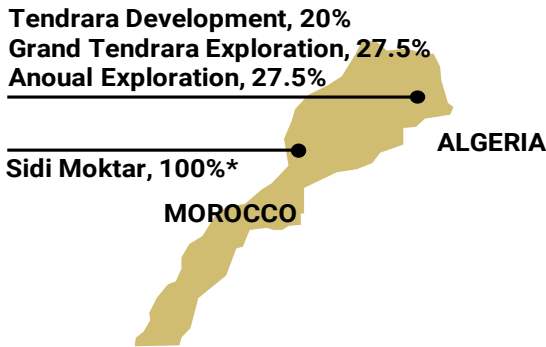 Tendrara Development, 20%
Grand Tendrara Exploration, 27.5%
Anoual Exploration, 27.5%
ALGERIA
Sidi Moktar, 100%*
MOROCCO